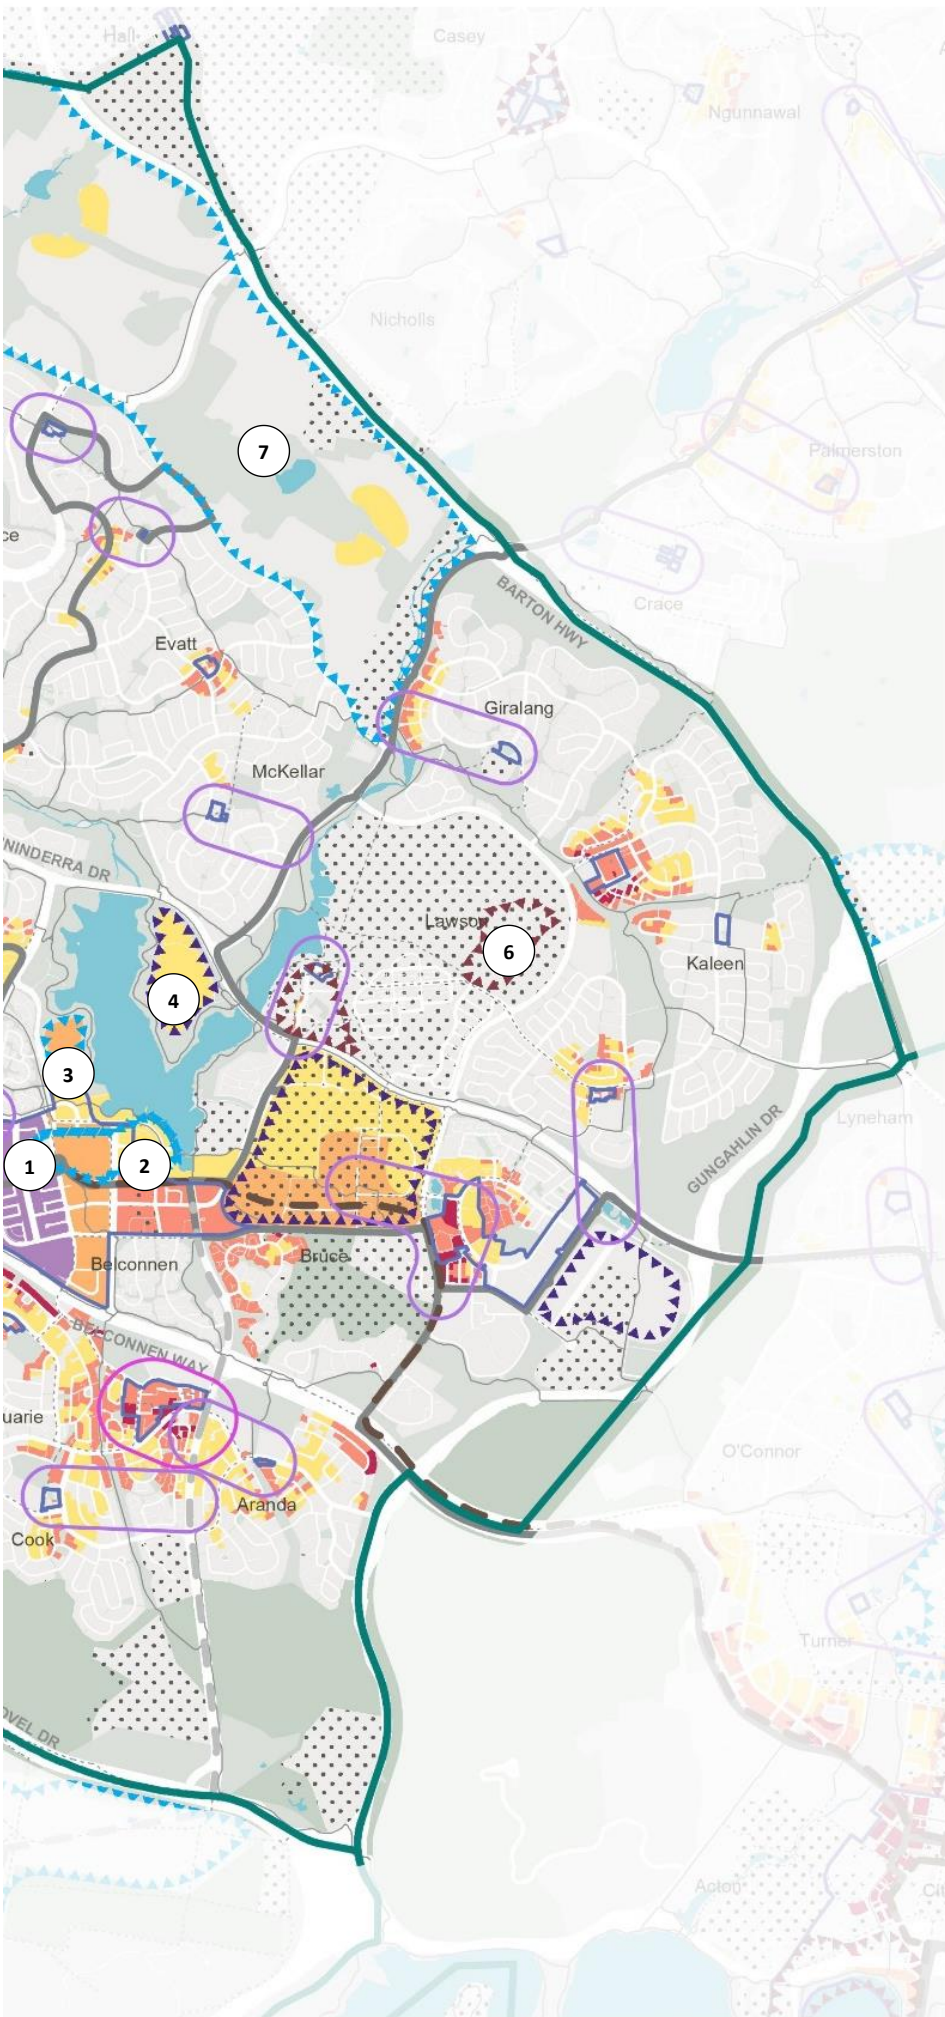 Hall
Casey
Ngunnawal
Nicholls
Palmerston
7
ce
Crace
BARTON HWY
Evatt
Giralang
McKellar
NINDERRA DR
Lawson
6
Kaleen
4
3
Lyneham
GUNGAHLIN DR
1
2
Belconnen
Bruce
BELCONNEN WAY
uarie
O'Connor
Aranda
Cook
Turner
OVEL DR
Acton
Cit